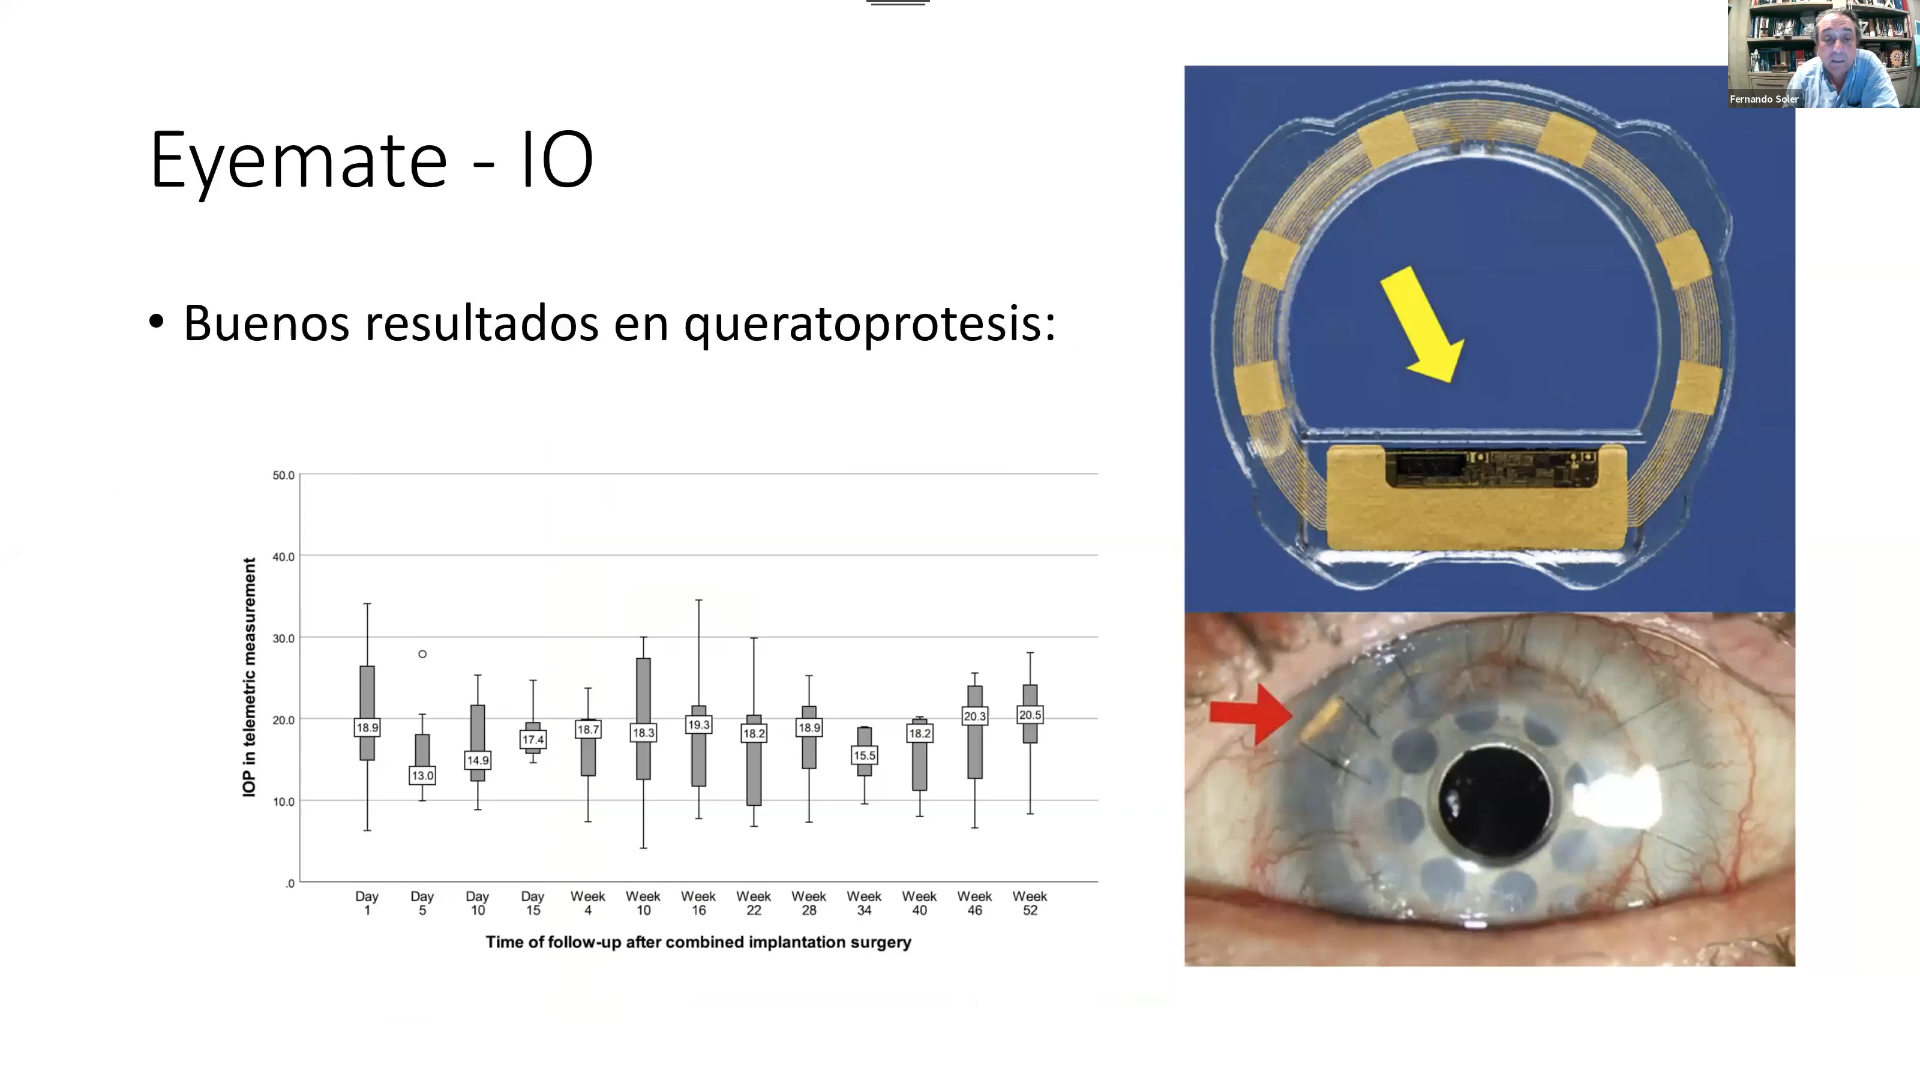 Fernando Soler
Eyemate - IO
• Buenos resultados en queratoprotesis:
IOP in telemetric measurement
50.0
40.0
30.0
20.0
10.0
.0
18.9
13.0
14.9
17.4
18.7
18.3
19.3
18.2
18.9
15.5
18.2
20.3
20.5
Day 1
Day 5
Day 10
Day 15
Week 4
Week 10
Week 16
Week 22
Week 28
Week 34
Week 40
Week 46
Week 52
Time of follow-up after combined implantation surgery